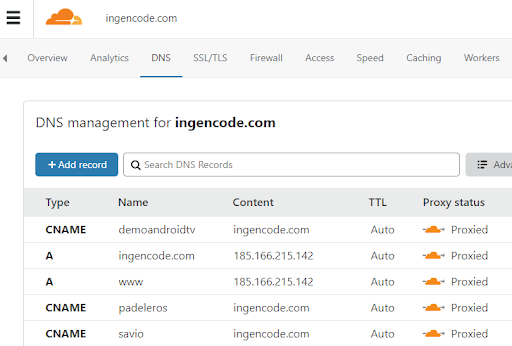 ingencode.com
Overview Analytics DNS SSL/TLS Firewall Access Speed Caching Workers
DNS management for ingencode.com
+ Add record Search DNS Records Adva
Type Name Content TTL Proxy status
CNAME demoandroidtv ingencode.com Auto Proxied
A ingencode.com 185.166.215.142 Auto Proxied
A www 185.166.215.142 Auto Proxied
CNAME padeleros ingencode.com Auto Proxied
CNAME savio ingencode.com Auto Proxied